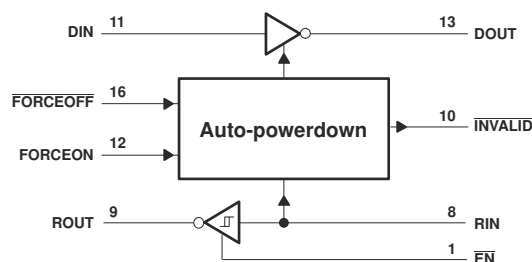 DIN 11 13 DOUT
FORCEOFF 16
Auto-powerdown
10 INVALID
FORCEON 12
ROUT 9 8 RIN
1 EN